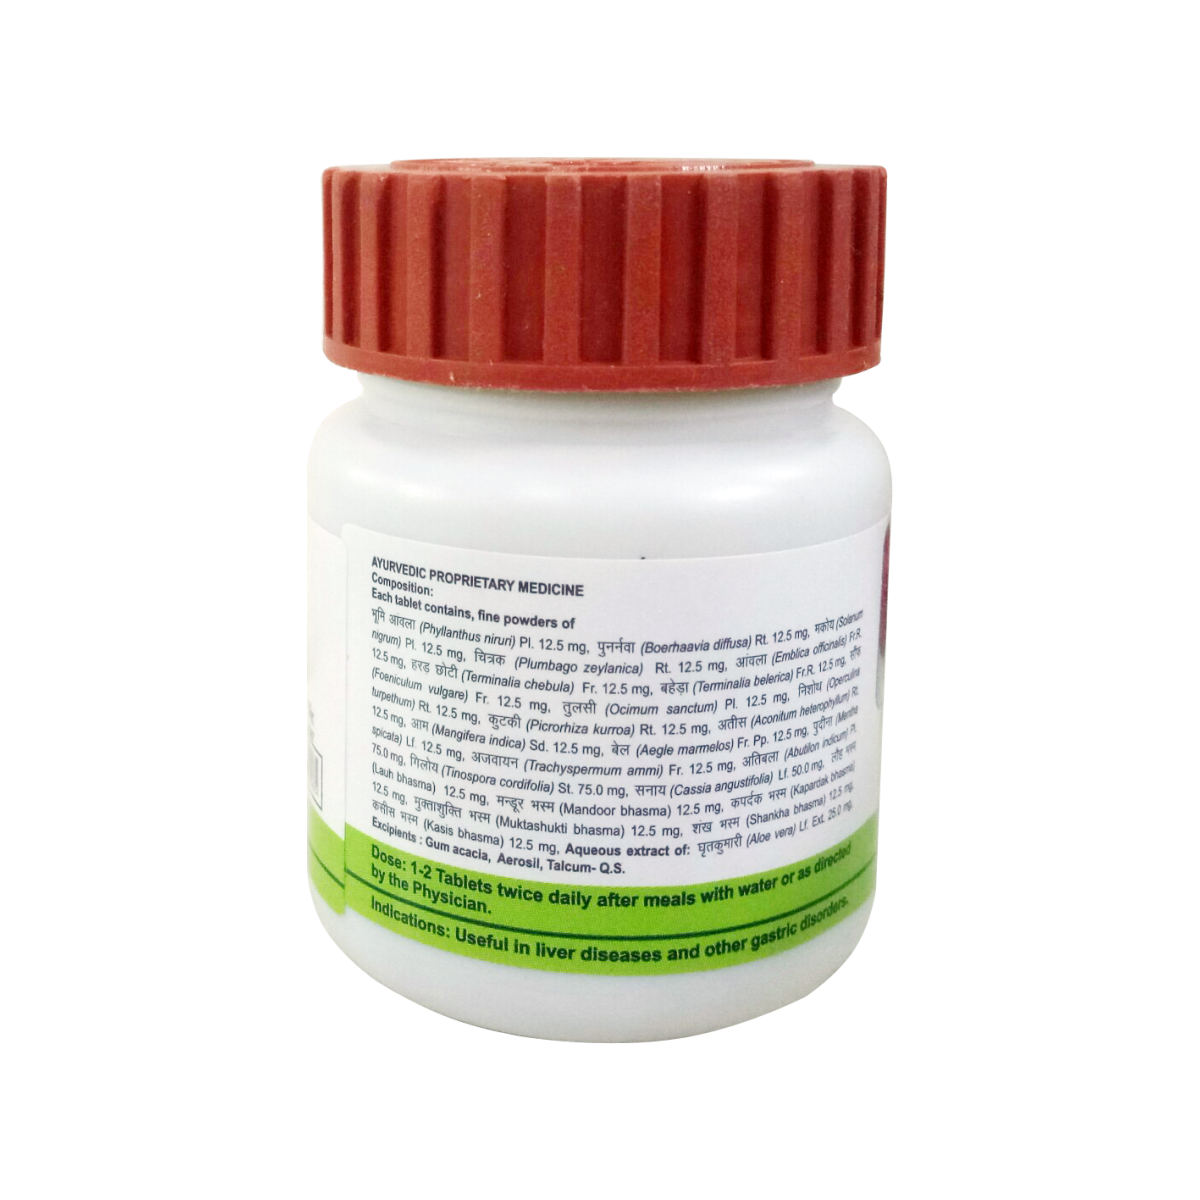 AYURVEDIC PROPRIETARY MEDICINE
Composition:
Each tablet contains, fine powders of
भूमि आंवला (Phyllanthus niruri) Pl. 12.5 mg, पुनर्नवा (Boerhaavia diffusa) Rt. 12.5 mg, मकोय (Solanum
nigrum) Pl. 12.5 mg, चित्रक (Plumbago zeylanica) Rt. 12.5 mg, आंवला (Emblica officinalis) Fr.R.
12.5 mg, हरड़ छोटी (Terminalia chebula) Fr. 12.5 mg, बहेड़ा (Terminalia belerica) Fr.R. 12.5 mg, सौंफ
(Foeniculum vulgare) Fr. 12.5 mg, तुलसी (Ocimum sanctum) Pl. 12.5 mg, निशोथ (Operculina
turpethum) Rt. 12.5 mg, कुटकी (Picrorhiza kurroa) Rt. 12.5 mg, अतीस (Aconitum heterophyllum) Rt.
12.5 mg, आम (Mangifera indica) Sd. 12.5 mg, बेल (Aegle marmelos) Fr. Pp. 12.5 mg, पुदीना (Mentha
spicata) Lf. 12.5 mg, अजवायन (Trachyspermum ammi) Fr. 12.5 mg, अतिबला (Abutilon indicum) Pl.
75.0 mg, गिलोय (Tinospora cordifolia) St. 75.0 mg, सनाय (Cassia angustifolia) Lf. 50.0 mg, लौह भस्म
(Lauh bhasma) 12.5 mg, मन्डूर भस्म (Mandoor bhasma) 12.5 mg, कपर्दक भस्म (Kapardak bhasma)
12.5 mg, मुक्ताशुक्ति भस्म (Muktashukti bhasma) 12.5 mg, शंख भस्म (Shankha bhasma) 12.5 mg,
कसीस भस्म (Kasis bhasma) 12.5 mg, Aqueous extract of: घृतकुमारी (Aloe vera) Lf. Ext. 25.0 mg,
Excipients : Gum acacia, Aerosil, Talcum- Q.S.
Dose: 1-2 Tablets twice daily after meals with water or as directed
by the Physician.
Indications: Useful in liver diseases and other gastric disorders.